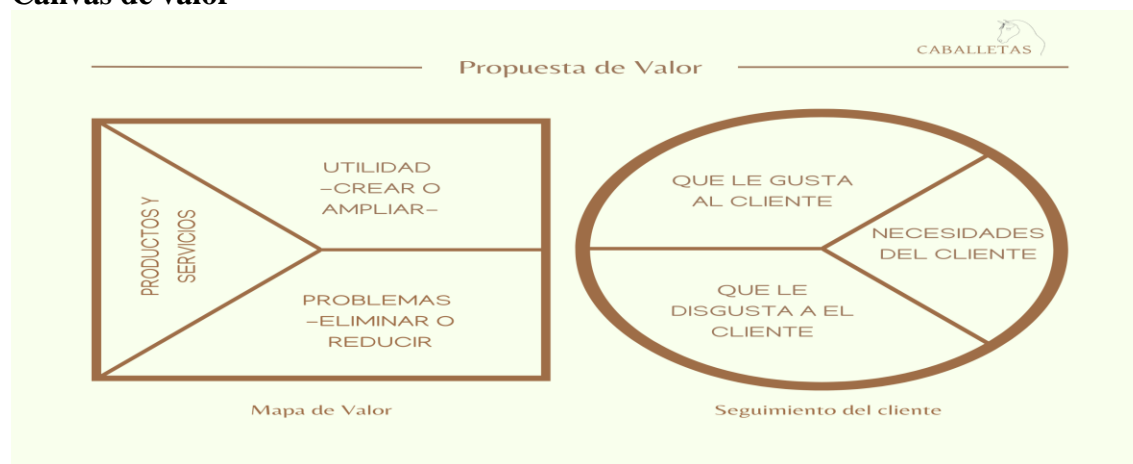 Canvas de valor
CABALLETAS
Propuesta de Valor
UTILIDAD
–CREAR O
AMPLIAR–
PRODUCTOS Y
SERVICIOS
PROBLEMAS
–ELIMINAR O
REDUCIR
QUE LE GUSTA
AL CLIENTE
NECESIDADES
DEL CLIENTE
QUE LE
DISGUSTA A EL
CLIENTE
Mapa de Valor
Seguimiento del cliente